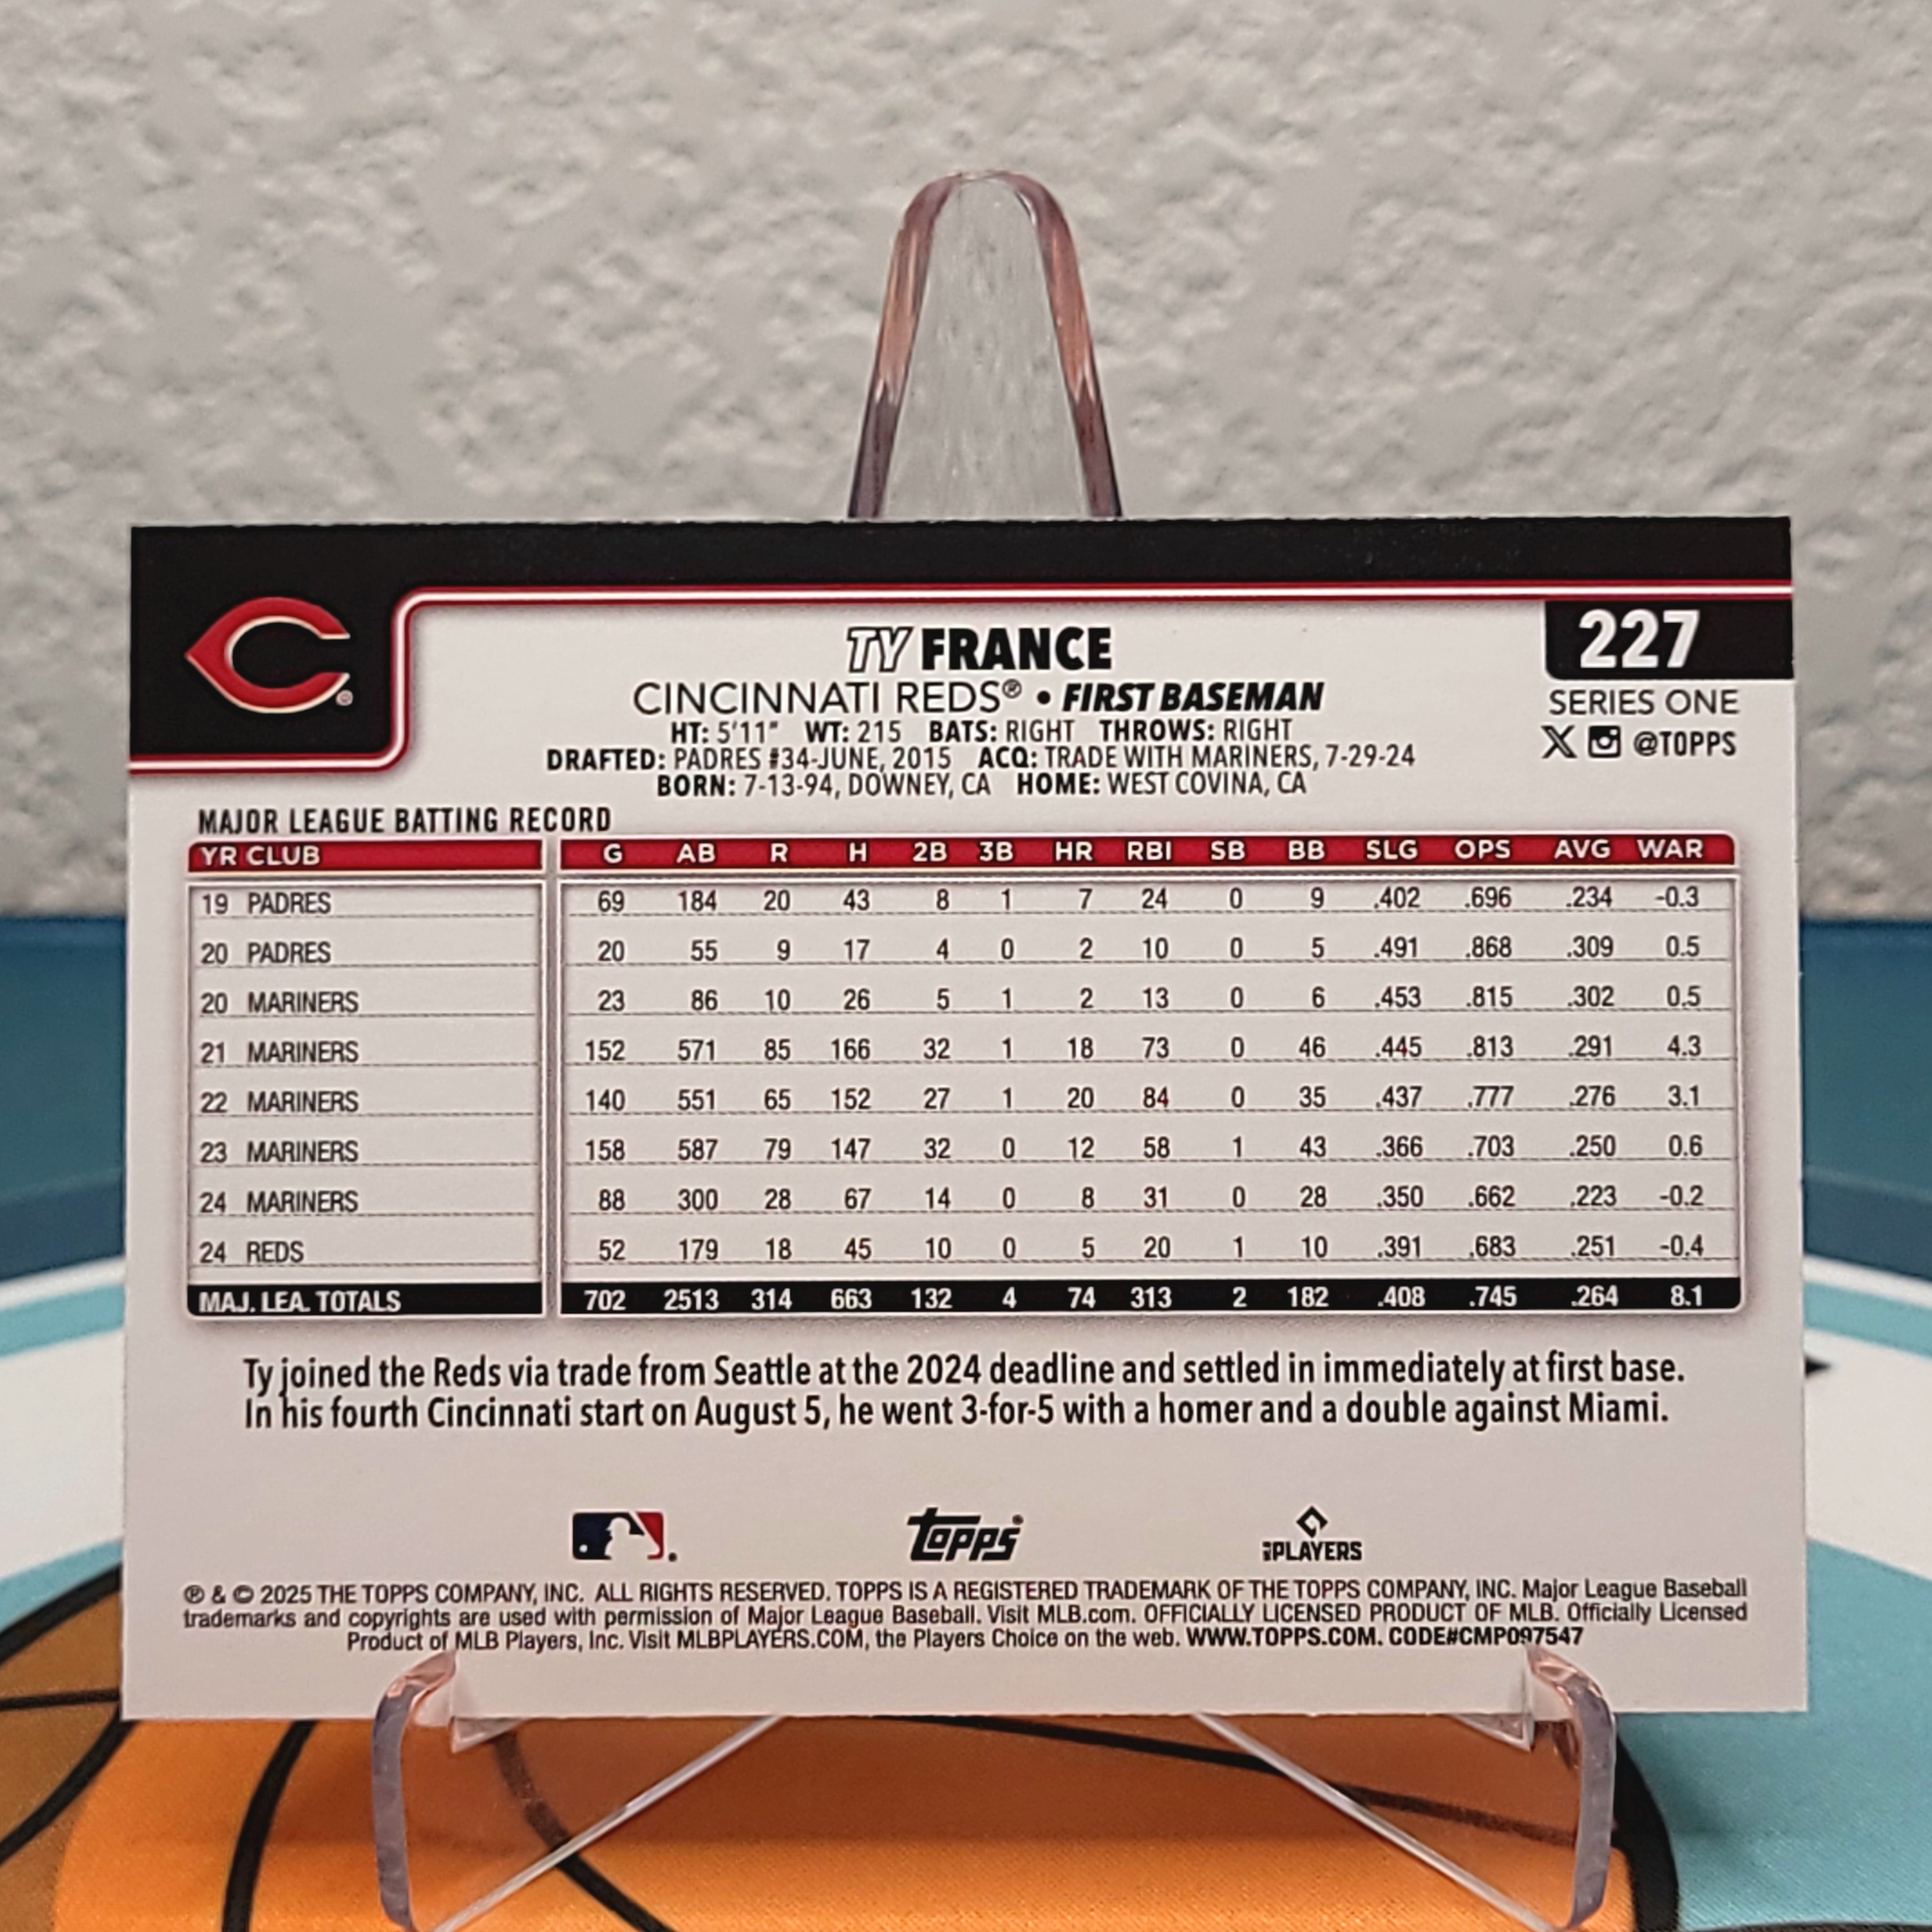 227
TY FRANCE
CINCINNATI REDS® • FIRST BASEMAN
SERIES ONE
HT: 5'11" WT: 215 BATS: RIGHT THROWS: RIGHT
@TOPPS
DRAFTED: PADRES #34-JUNE, 2015 ACQ: TRADE WITH MARINERS, 7-29-24
BORN: 7-13-94, DOWNEY, CA HOME: WEST COVINA, CA
MAJOR LEAGUE BATTING RECORD
YR CLUB G AB R H 2B 3B HR RBI SB BB SLG OPS AVG WAR
19 PADRES 69 184 20 43 8 1 7 24 0 9 .402 .696 .234 -0.3
20 PADRES 20 55 9 17 4 0 2 10 0 5 .491 .868 .309 0.5
20 MARINERS 23 86 10 26 5 1 2 13 0 6 .453 .815 .302 0.5
21 MARINERS 152 571 85 166 32 1 18 73 0 46 .445 .813 .291 4.3
22 MARINERS 140 551 65 152 27 1 20 84 0 35 .437 .777 .276 3.1
23 MARINERS 158 587 79 147 32 0 12 58 1 43 .366 .703 .250 0.6
24 MARINERS 88 300 28 67 14 0 8 31 0 28 .350 .662 .223 -0.2
24 REDS 52 179 18 45 10 0 5 20 1 10 .391 .683 .251 -0.4
MAJ. LEA. TOTALS 702 2513 314 663 132 4 74 313 2 182 .408 .745 .264 8.1
Ty joined the Reds via trade from Seattle at the 2024 deadline and settled in immediately at first base.
In his fourth Cincinnati start on August 5, he went 3-for-5 with a homer and a double against Miami.
topps®
MLB PLAYERS
® & © 2025 THE TOPPS COMPANY, INC. ALL RIGHTS RESERVED. TOPPS IS A REGISTERED TRADEMARK OF THE TOPPS COMPANY, INC. Major League Baseball
trademarks and copyrights are used with permission of Major League Baseball. Visit MLB.com. OFFICIALLY LICENSED PRODUCT OF MLB. Officially Licensed
Product of MLB Players, Inc. Visit MLBPLAYERS.COM, the Players Choice on the web. WWW.TOPPS.COM. CODE#CMP097547